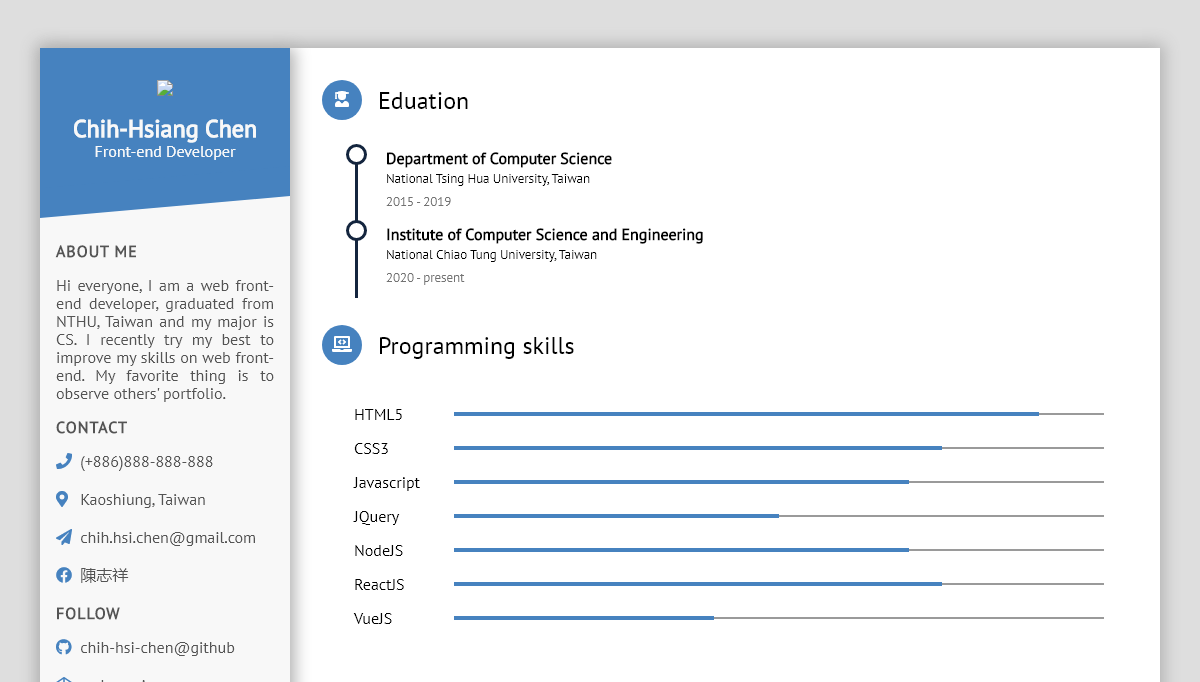 Chih-Hsiang Chen
Front-end Developer
ABOUT ME
Hi everyone, I am a web front-
end developer, graduated from
NTHU, Taiwan and my major is
CS. I recently try my best to
improve my skills on web front-
end. My favorite thing is to
observe others' portfolio.
CONTACT
(+886)888-888-888
Kaoshiung, Taiwan
chih.hsi.chen@gmail.com
陳志祥
FOLLOW
chih-hsi-chen@github
Eduation
Department of Computer Science
National Tsing Hua University, Taiwan
2015 - 2019
Institute of Computer Science and Engineering
National Chiao Tung University, Taiwan
2020 - present
Programming skills
HTML5
CSS3
Javascript
JQuery
NodeJS
ReactJS
VueJS